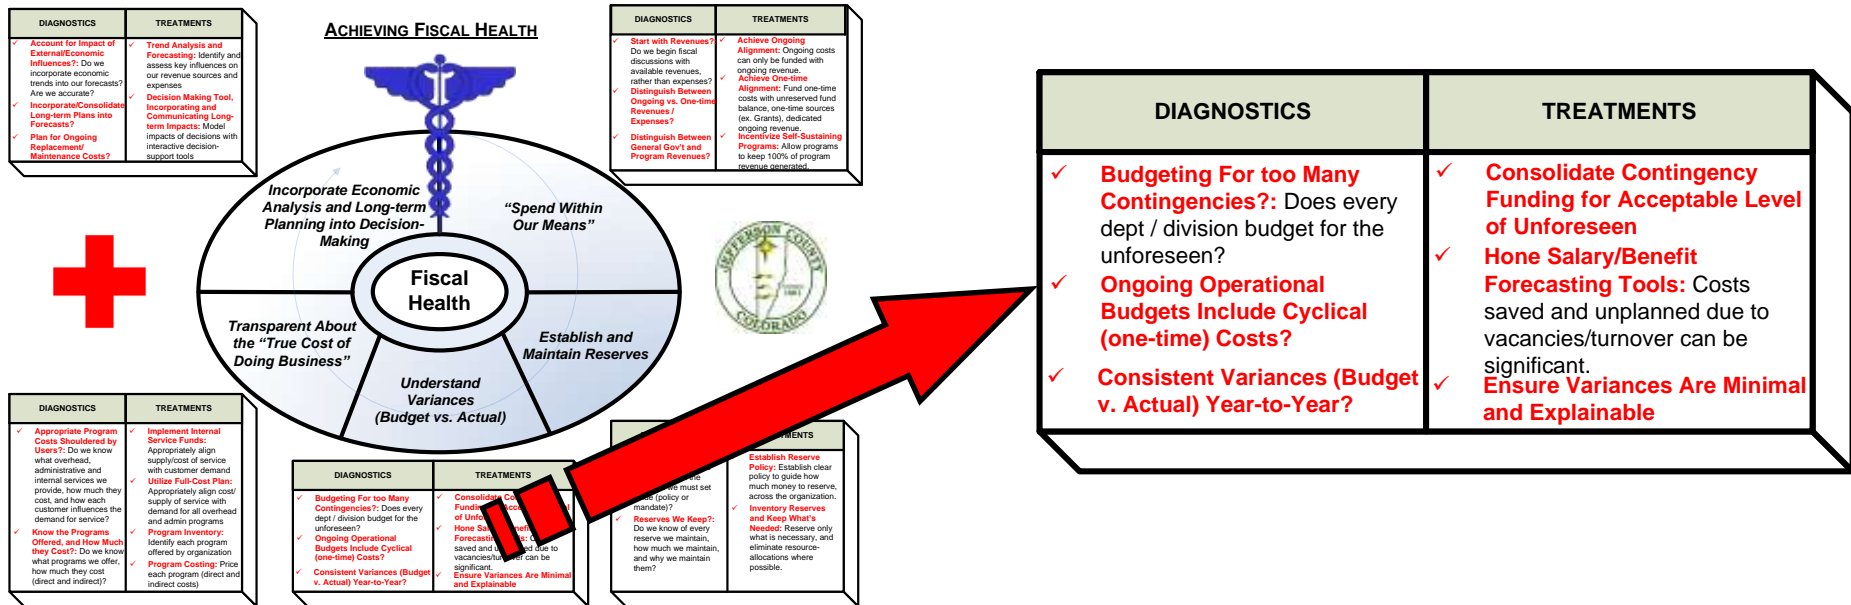 ACHIEVING FISCAL HEALTH
DIAGNOSTICS
TREATMENTS
✓ Account for Impact of
External/Economic
Influences?: Do we
incorporate economic
trends into our forecasts?
Are we accurate?
✓ Incorporate/Consolidate
Long-term Plans into
Forecasts?
✓ Plan for Ongoing
Replacement/
Maintenance Costs?
✓ Trend Analysis and
Forecasting: Identify and
assess key influences on
our revenue sources and
expenses
✓ Decision Making Tool,
Incorporating and
Communicating Long-
term Impacts: Model
impacts of decisions with
interactive decision-
support tools
DIAGNOSTICS
TREATMENTS
✓ Start with Revenues?
Do we begin fiscal
discussions with
available revenues,
rather than expenses?
✓ Distinguish Between
Ongoing vs. One-time
Revenues /
Expenses?
✓ Distinguish Between
General Gov't and
Program Revenues?
✓ Achieve Ongoing
Alignment: Ongoing costs
can only be funded with
ongoing revenue.
✓ Achieve One-time
Alignment: Fund one-time
costs with unreserved fund
balance, one-time sources
(ex. Grants), dedicated
ongoing revenue.
✓ Incentivize Self-Sustaining
Programs: Allow programs
to keep 100% of program
revenue generated.
Incorporate Economic
Analysis and Long-term
Planning into Decision-
Making
“Spend Within
Our Means”
Fiscal
Health
Transparent About
the “True Cost of
Doing Business”
Understand
Variances
(Budget vs. Actual)
Establish and
Maintain Reserves
JEFFERSON COUNTY
COLORADO
DIAGNOSTICS
TREATMENTS
✓ Appropriate Program
Costs Shouldered by
Users?: Do we know
what overhead,
administrative and
internal services we
provide, how much they
cost, and how each
customer influences the
demand for service?
✓ Know the Programs
Offered, and How Much
they Cost?: Do we know
what programs we offer,
how much they cost
(direct and indirect)?
✓ Implement Internal
Service Funds:
Appropriately align
supply/cost of service
with customer demand
✓ Utilize Full-Cost Plan:
Appropriately align cost/
supply of service with
demand for all overhead
and admin programs
✓ Program Inventory:
Identify each program
offered by organization
✓ Program Costing: Price
each program (direct and
indirect costs)
DIAGNOSTICS
TREATMENTS
✓ Budgeting For too Many
Contingencies?: Does every
dept / division budget for the
unforeseen?
✓ Ongoing Operational
Budgets Include Cyclical
(one-time) Costs?
✓ Consistent Variances (Budget
v. Actual) Year-to-Year?
✓ Consolidate
✓ Hone
saved and due to
can be
significant.
✓ Ensure Variances Are Minimal
and Explainable
the
we must set
(policy or
mandate)?
✓ Reserves We Keep?:
Do we know of every
reserve we maintain,
how much we maintain,
and why we maintain
them?
Establish Reserve
Policy: Establish clear
policy to guide how
much money to reserve,
across the organization.
✓ Inventory Reserves
and Keep What's
Needed: Reserve only
what is necessary, and
eliminate resource-
allocations where
possible.
DIAGNOSTICS
TREATMENTS
✓ Budgeting For too Many
Contingencies?: Does every
dept / division budget for the
unforeseen?
✓ Ongoing Operational
Budgets Include Cyclical
(one-time) Costs?
✓ Consistent Variances (Budget
v. Actual) Year-to-Year?
✓ Consolidate Contingency
Funding for Acceptable Level
of Unforeseen
✓ Hone Salary/Benefit
Forecasting Tools: Costs
saved and unplanned due to
vacancies/turnover can be
significant.
✓ Ensure Variances Are Minimal
and Explainable